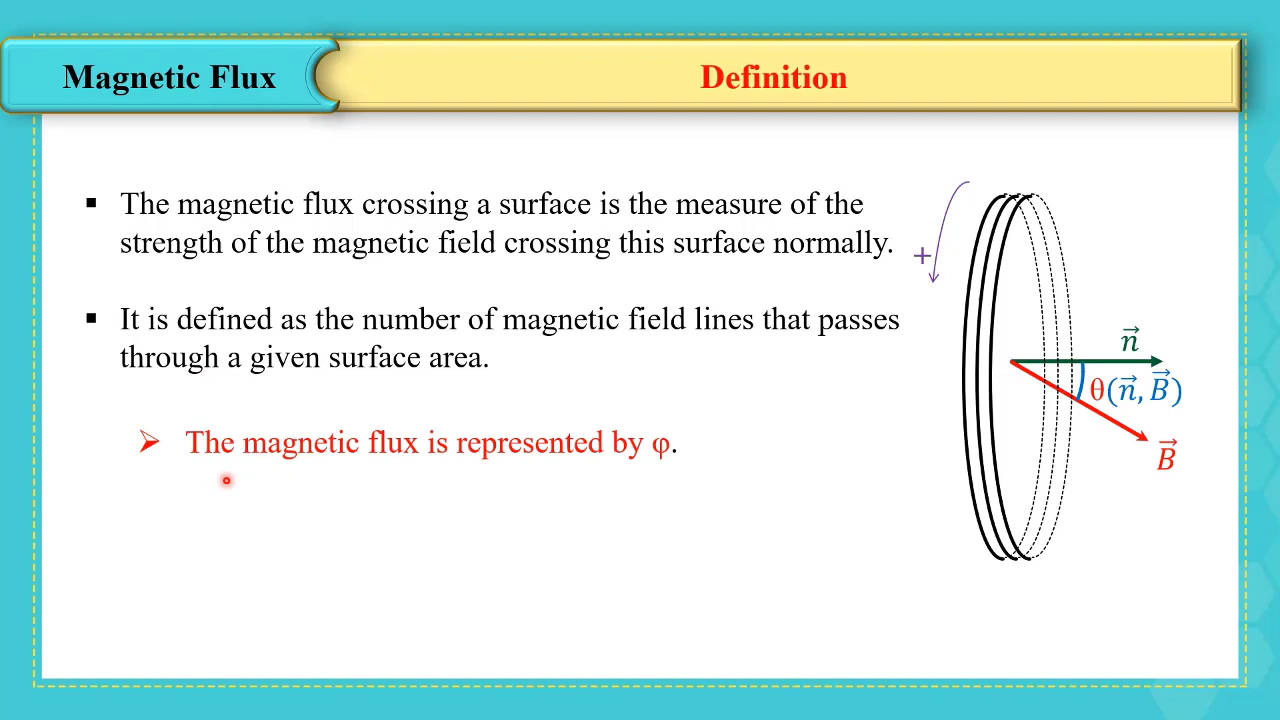 Magnetic Flux
Definition
▪ The magnetic flux crossing a surface is the measure of the
strength of the magnetic field crossing this surface normally.
▪ It is defined as the number of magnetic field lines that passes
through a given surface area.
➢ The magnetic flux is represented by φ.
+
n⃗
θ(n⃗, B⃗)
B⃗